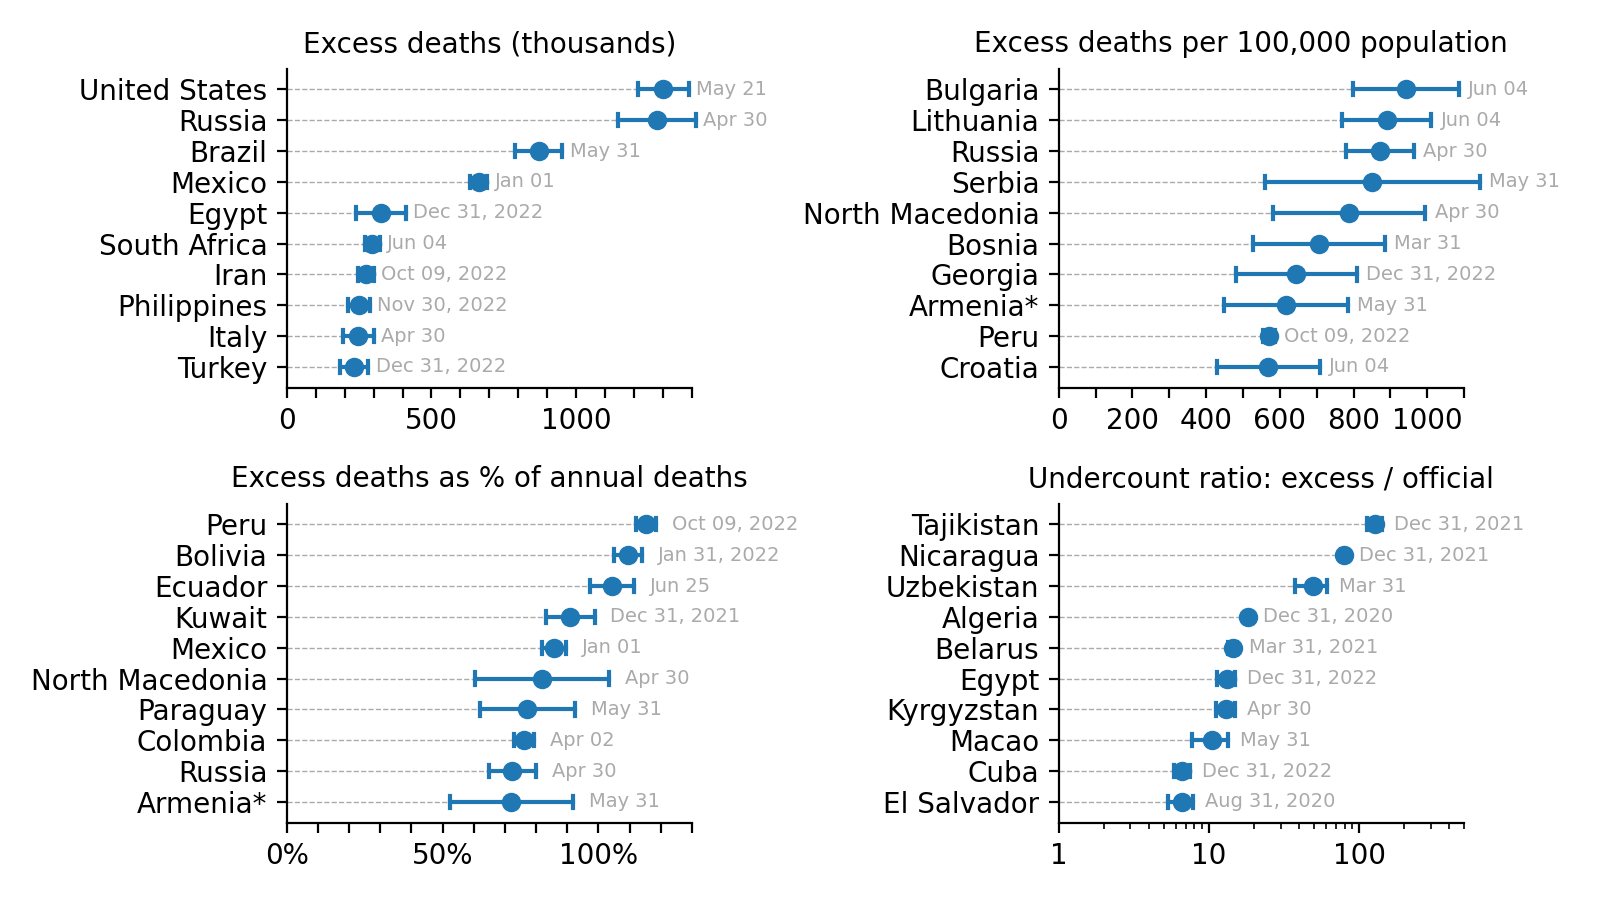 Excess deaths (thousands)
United States May 21
Russia Apr 30
Brazil May 31
Mexico Jan 01
Egypt Dec 31, 2022
South Africa Jun 04
Iran Oct 09, 2022
Philippines Nov 30, 2022
Italy Apr 30
Turkey Dec 31, 2022
0 500 1000
Excess deaths per 100,000 population
Bulgaria Jun 04
Lithuania Jun 04
Russia Apr 30
Serbia May 31
North Macedonia Apr 30
Bosnia Mar 31
Georgia Dec 31, 2022
Armenia* May 31
Peru Oct 09, 2022
Croatia Jun 04
0 200 400 600 800 1000
Excess deaths as % of annual deaths
Peru Oct 09, 2022
Bolivia Jan 31, 2022
Ecuador Jun 25
Kuwait Dec 31, 2021
Mexico Jan 01
North Macedonia Apr 30
Paraguay May 31
Colombia Apr 02
Russia Apr 30
Armenia* May 31
0% 50% 100%
Undercount ratio: excess / official
Tajikistan Dec 31, 2021
Nicaragua Dec 31, 2021
Uzbekistan Mar 31
Algeria Dec 31, 2020
Belarus Mar 31, 2021
Egypt Dec 31, 2022
Kyrgyzstan Apr 30
Macao May 31
Cuba Dec 31, 2022
El Salvador Aug 31, 2020
1 10 100